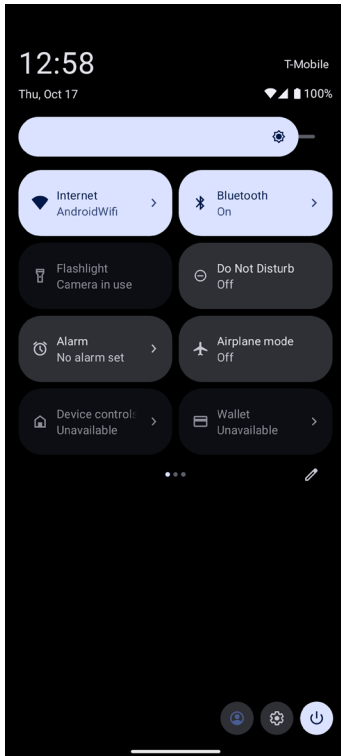 12:58
T-Mobile
Thu, Oct 17
100%
Internet
AndroidWifi
Bluetooth
On
Flashlight
Camera in use
Do Not Disturb
Off
Alarm
No alarm set
Airplane mode
Off
Device controls
Unavailable
Wallet
Unavailable